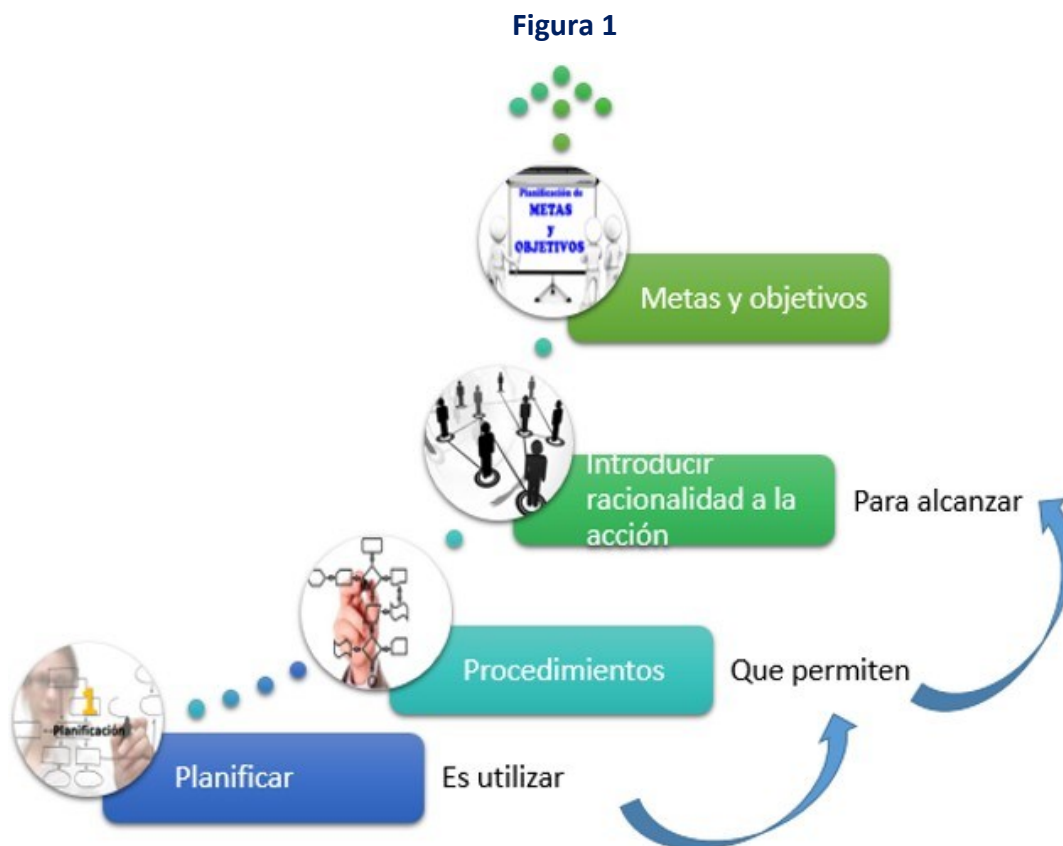 Figura 1
Planificación de
METAS
y
OBJETIVOS
Metas y objetivos
Introducir
racionalidad a la
acción
Para alcanzar
Procedimientos
Que permiten
1
Planificación
Planificar
Es utilizar